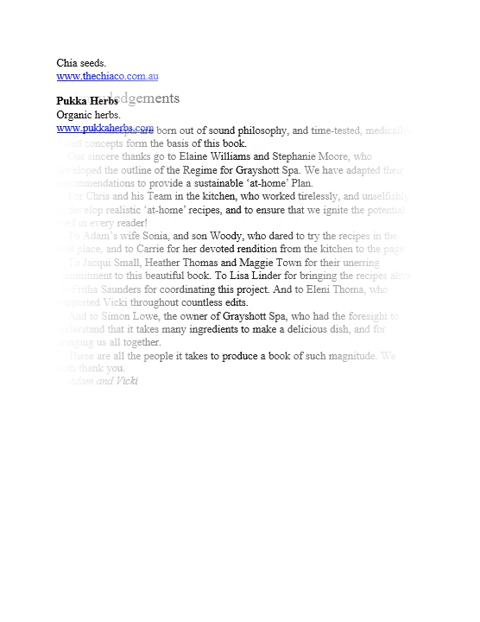 Chia seeds.
www.thechiaco.com.au
Pukka Herbs
Organic herbs.
www.pukkaherbs.com
are born out of sound philosophy, and time-tested, medically
concepts form the basis of this book.
Our sincere thanks go to Elaine Williams and Stephanie Moore, who
developed the outline of the Regime for Grayshott Spa. We have adapted their
recommendations to provide a sustainable ‘at-home’ Plan.
For Chris and his Team in the kitchen, who worked tirelessly, and unselfishly
develop realistic ‘at-home’ recipes, and to ensure that we ignite the potential
in every reader!
To Adam’s wife Sonia, and son Woody, who dared to try the recipes in the
place, and to Carrie for her devoted rendition from the kitchen to the page.
To Jacqui Small, Heather Thomas and Maggie Town for their unerring
commitment to this beautiful book. To Lisa Linder for bringing the recipes alive.
Fritha Saunders for coordinating this project. And to Eleni Thoma, who
supported Vicki throughout countless edits.
And to Simon Lowe, the owner of Grayshott Spa, who had the foresight to
understand that it takes many ingredients to make a delicious dish, and for
bringing us all together.
These are all the people it takes to produce a book of such magnitude. We
thank you.
Adam and Vicki